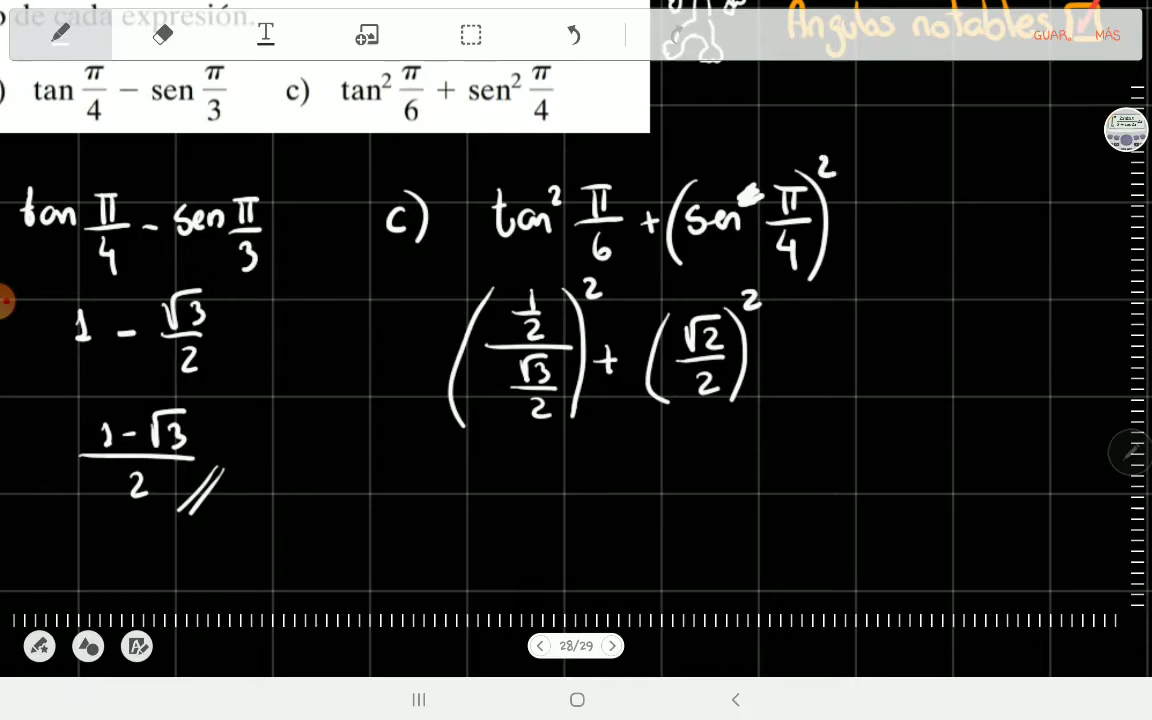 o de cada expresión.
Ángulos notables
T
GUAR.
MÁS
) tan π/4 − sen π/3 c) tan² π/6 + sen² π/4
tan π/4 - sen π/3
1 - √3/2
1 - √3/2
c) tan² π/6 + (sen π/4)²
((1/2)/(√3/2))² + (√2/2)²
28/29